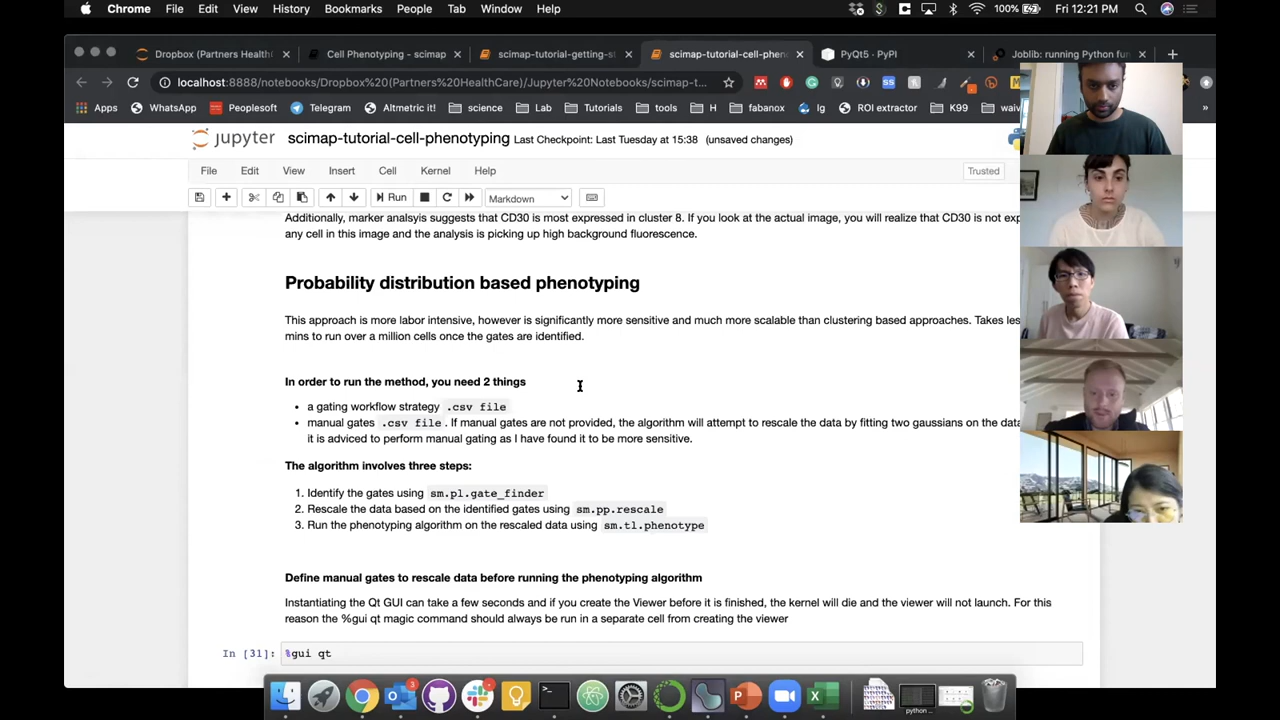 Chrome File Edit View History Bookmarks People Tab Window Help 100% Fri 12:21 PM
Dropbox (Partners Health Cell Phenotyping - scimap scimap-tutorial-getting-s scimap-tutorial-cell-phen PyQt5 · PyPI Joblib: running Python fun
localhost:8888/notebooks/Dropbox%20(Partners%20HealthCare)/Jupyter%20Notebooks/scimap-t...
Apps WhatsApp Peoplesoft Telegram Altmetric it! science Lab Tutorials tools H fabanox Ig ROI extractor K99 waiv »
jupyter scimap-tutorial-cell-phenotyping Last Checkpoint: Last Tuesday at 15:38 (unsaved changes)
File Edit View Insert Cell Kernel Help Trusted
Run Markdown
Additionally, marker analsyis suggests that CD30 is most expressed in cluster 8. If you look at the actual image, you will realize that CD30 is not exp
any cell in this image and the analysis is picking up high background fluorescence.
Probability distribution based phenotyping
This approach is more labor intensive, however is significantly more sensitive and much more scalable than clustering based approaches. Takes les
mins to run over a million cells once the gates are identified.
In order to run the method, you need 2 things
• a gating workflow strategy .csv file
• manual gates .csv file . If manual gates are not provided, the algorithm will attempt to rescale the data by fitting two gaussians on the data
it is adviced to perform manual gating as I have found it to be more sensitive.
The algorithm involves three steps:
1. Identify the gates using sm.pl.gate_finder
2. Rescale the data based on the identified gates using sm.pp.rescale
3. Run the phenotyping algorithm on the rescaled data using sm.tl.phenotype
Define manual gates to rescale data before running the phenotyping algorithm
Instantiating the Qt GUI can take a few seconds and if you create the Viewer before it is finished, the kernel will die and the viewer will not launch. For this
reason the %gui qt magic command should always be run in a separate cell from creating the viewer
In [31]: %gui qt
3
python ...